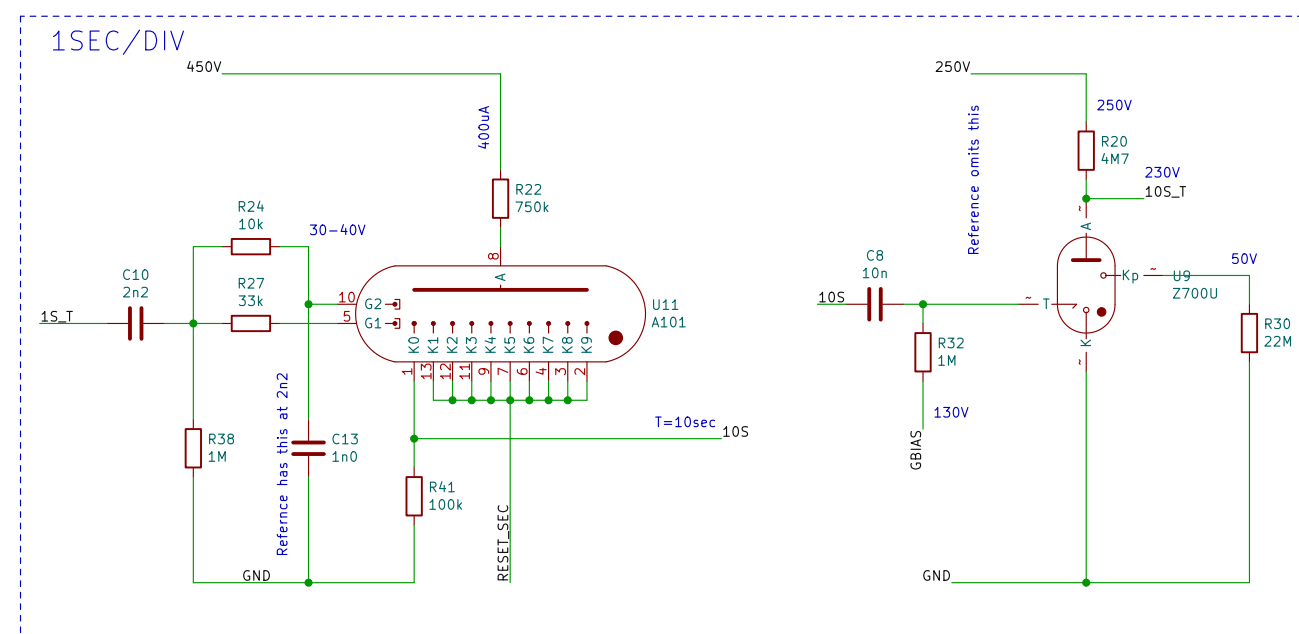 1SEC/DIV
450V
400uA
R22
750k
R24
10k
30-40V
C10
2n2
R27
33k
1S_T
10
G2
5
G1
8
A
U11
A101
K0
K1
K2
K3
K4
K5
K6
K7
K8
K9
1
13
12
11
9
7
6
4
3
2
R38
1M
Refernce has this at 2n2
C13
1n0
T=10sec
10S
R41
100k
RESET_SEC
GND
250V
250V
Reference omits this
R20
4M7
230V
10S_T
~
A
C8
10n
50V
Kp
~
U9
Z700U
10S
~
T
K
~
R32
1M
R30
22M
130V
GBIAS
GND